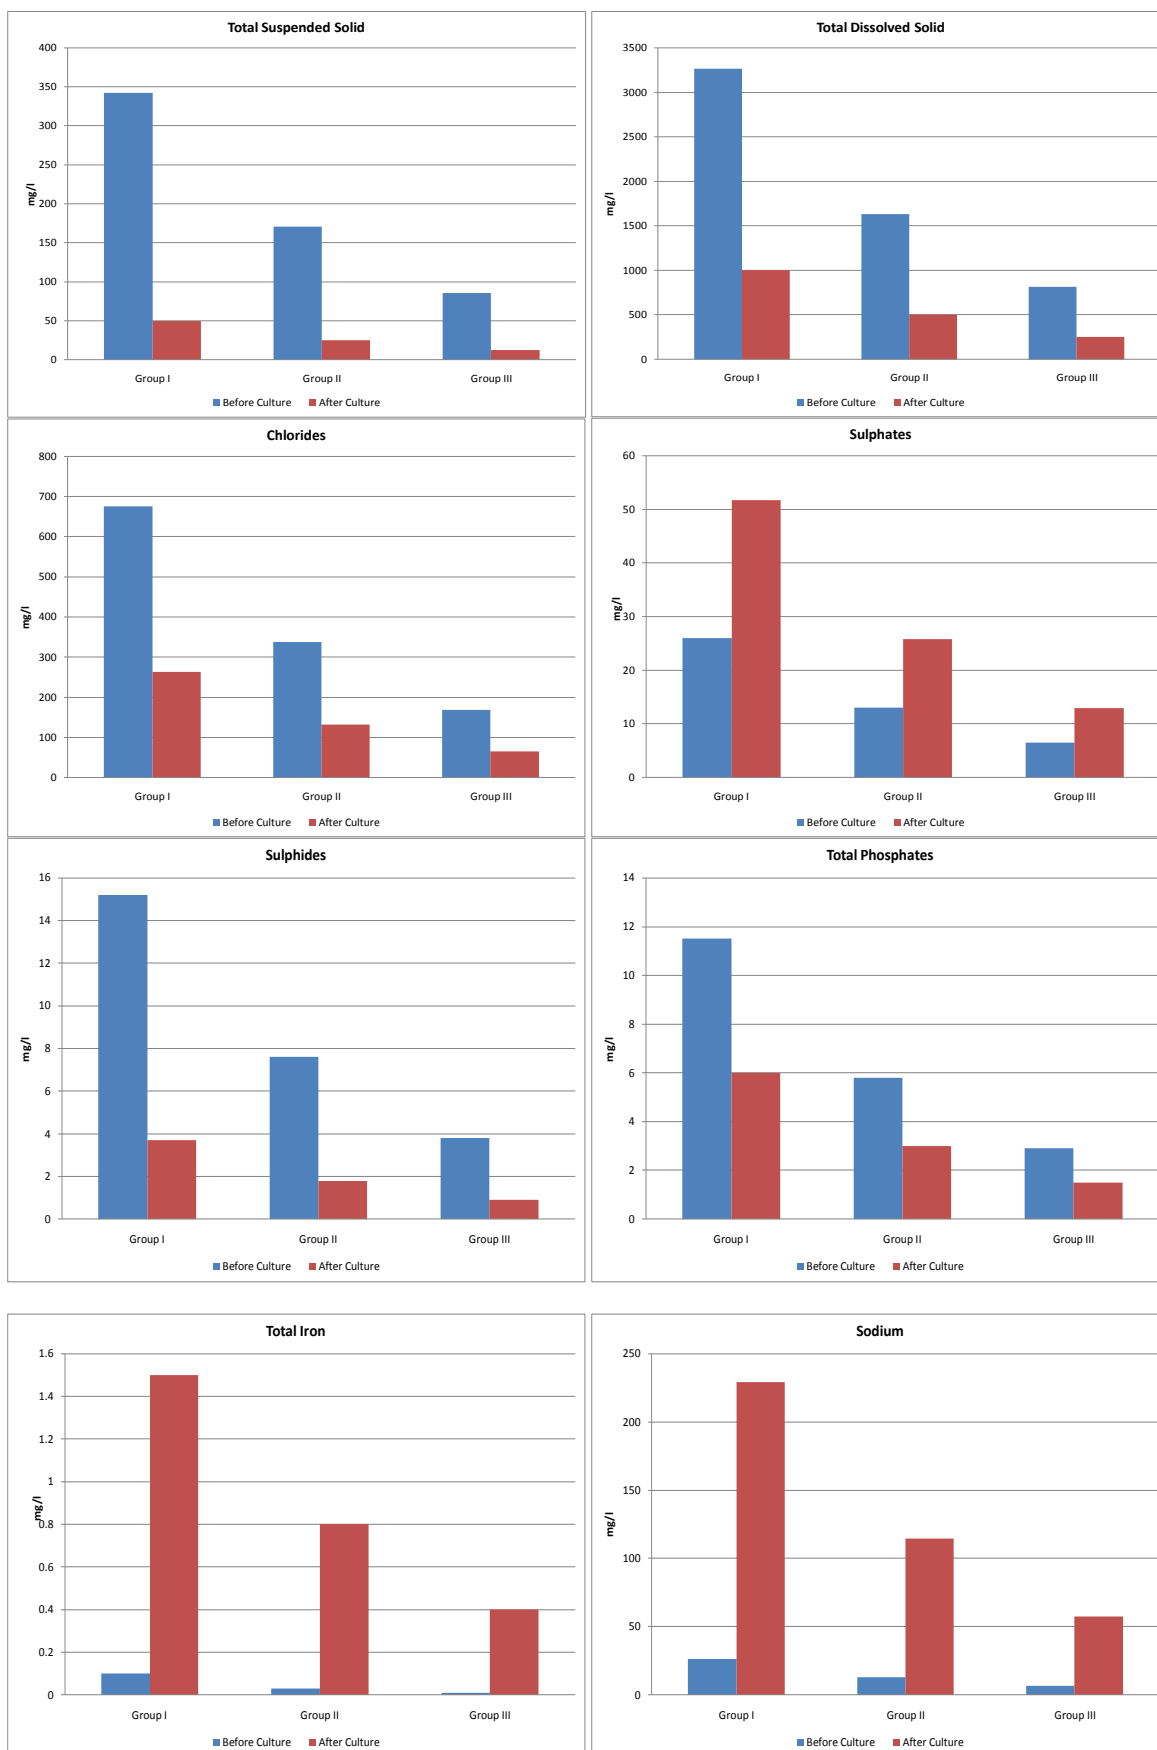 Total Suspended Solid
400
350
300
250
200
150
100
50
0
mg/l
Group I Group II Group III
Before Culture After Culture
Total Dissolved Solid
3500
3000
2500
2000
1500
1000
500
0
mg/l
Group I Group II Group III
Before Culture After Culture
Chlorides
800
700
600
500
400
300
200
100
0
mg/l
Group I Group II Group III
Before Culture After Culture
Sulphates
60
50
40
30
20
10
0
mg/l
Group I Group II Group III
Before Culture After Culture
Sulphides
16
14
12
10
8
6
4
2
0
mg/l
Group I Group II Group III
Before Culture After Culture
Total Phosphates
14
12
10
8
6
4
2
0
mg/l
Group I Group II Group III
Before Culture After Culture
Total Iron
1.6
1.4
1.2
1
0.8
0.6
0.4
0.2
0
mg/l
Group I Group II Group III
Before Culture After Culture
Sodium
250
200
150
100
50
0
mg/l
Group I Group II Group III
Before Culture After Culture